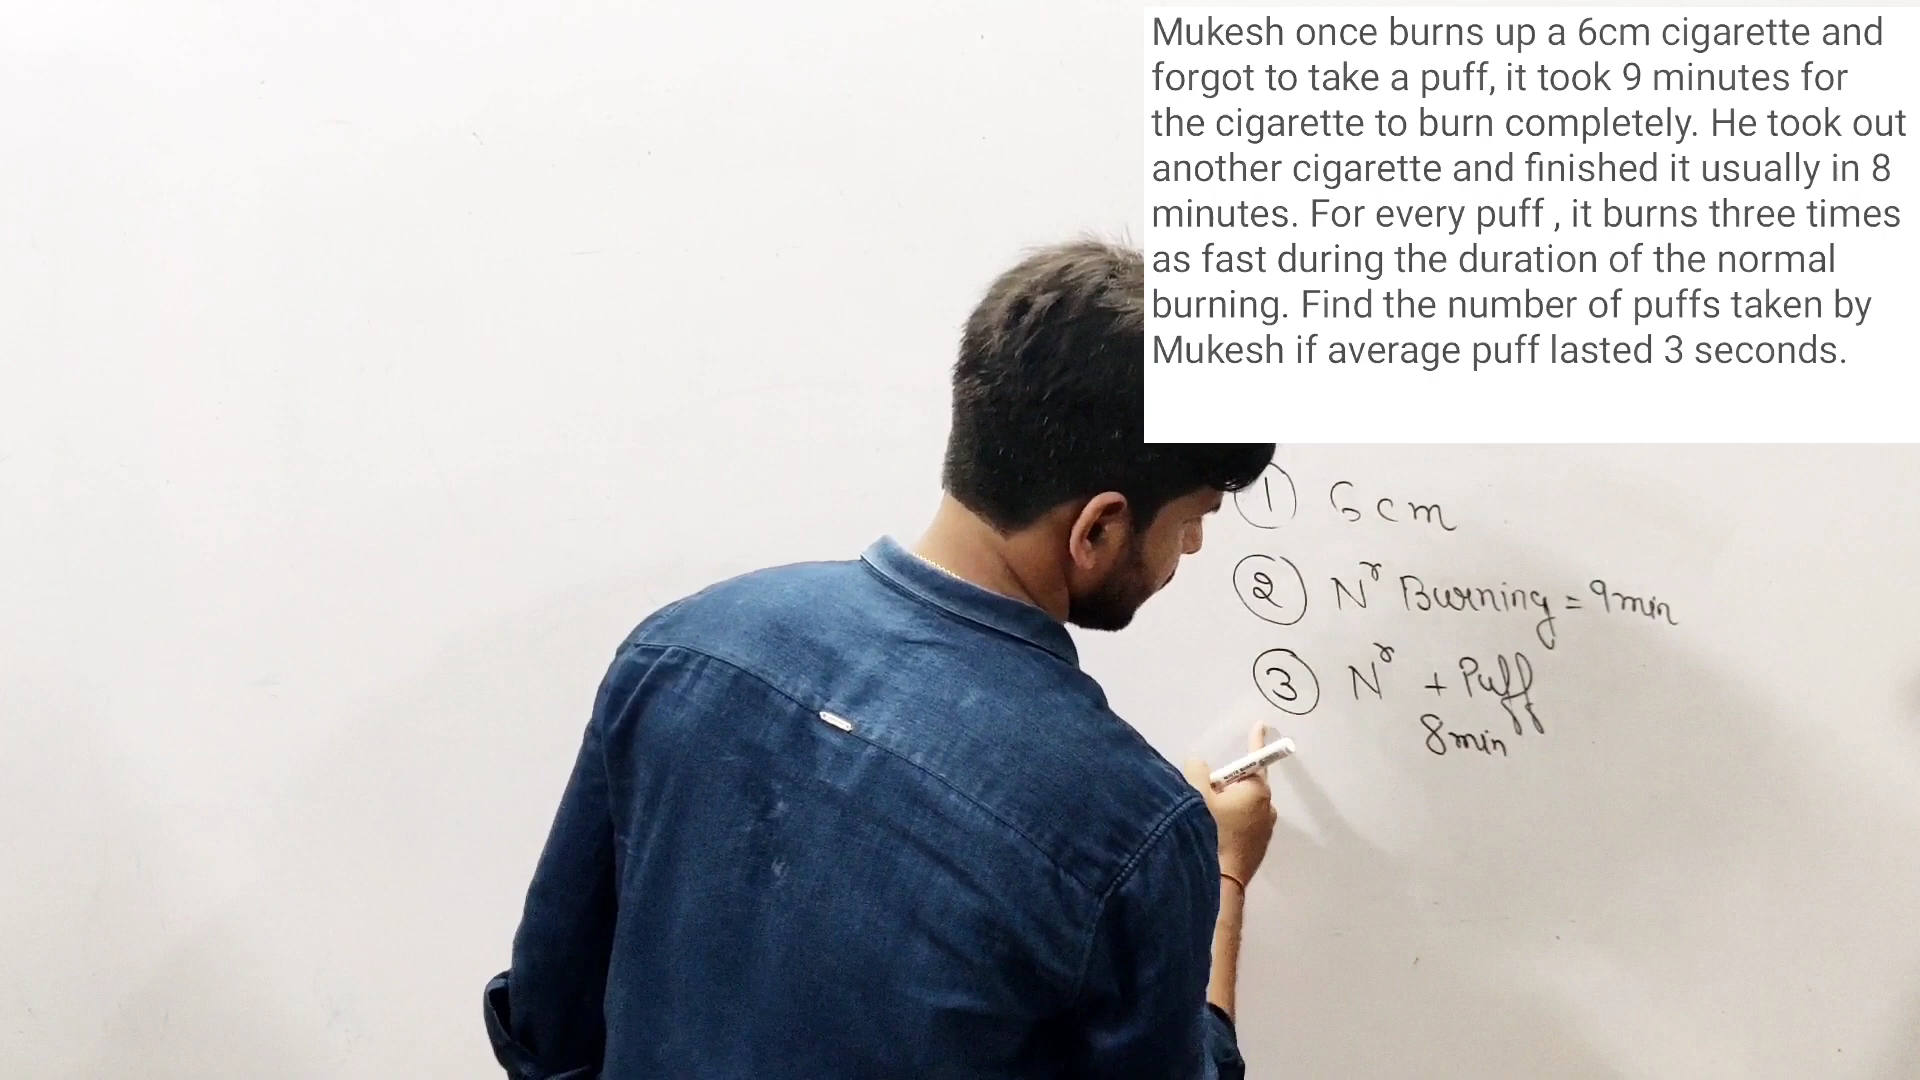 Mukesh once burns up a 6cm cigarette and
forgot to take a puff, it took 9 minutes for
the cigarette to burn completely. He took out
another cigarette and finished it usually in 8
minutes. For every puff , it burns three times
as fast during the duration of the normal
burning. Find the number of puffs taken by
Mukesh if average puff lasted 3 seconds.
1 6cm
2 Nʳ Burning = 9min
3 Nʳ + Puff
8min